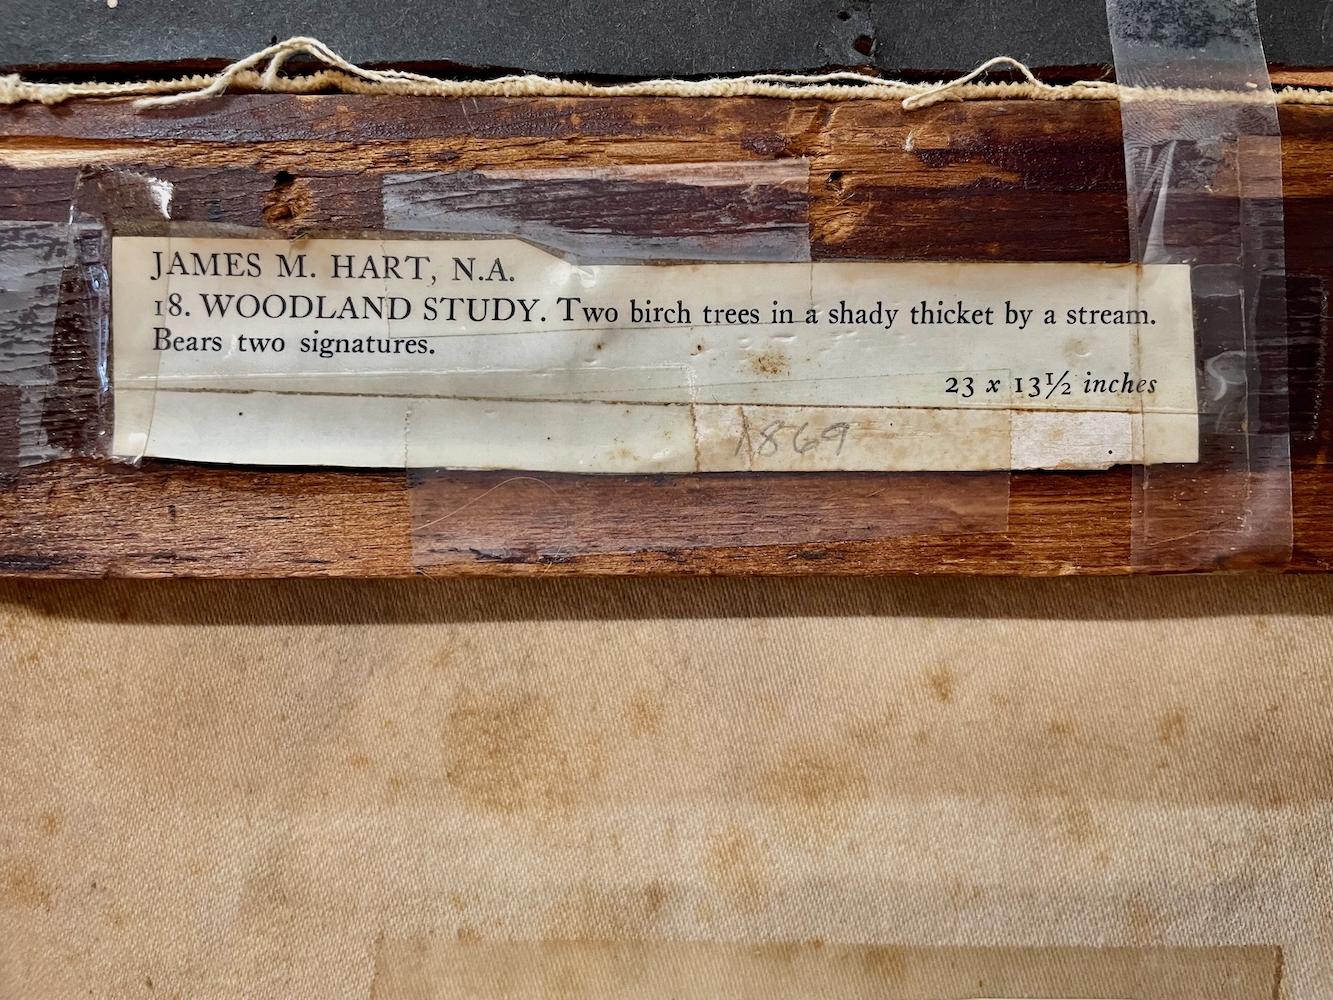 JAMES M. HART, N.A.
18. WOODLAND STUDY. Two birch trees in a shady thicket by a stream.
Bears two signatures.
23 x 13½ inches
1869